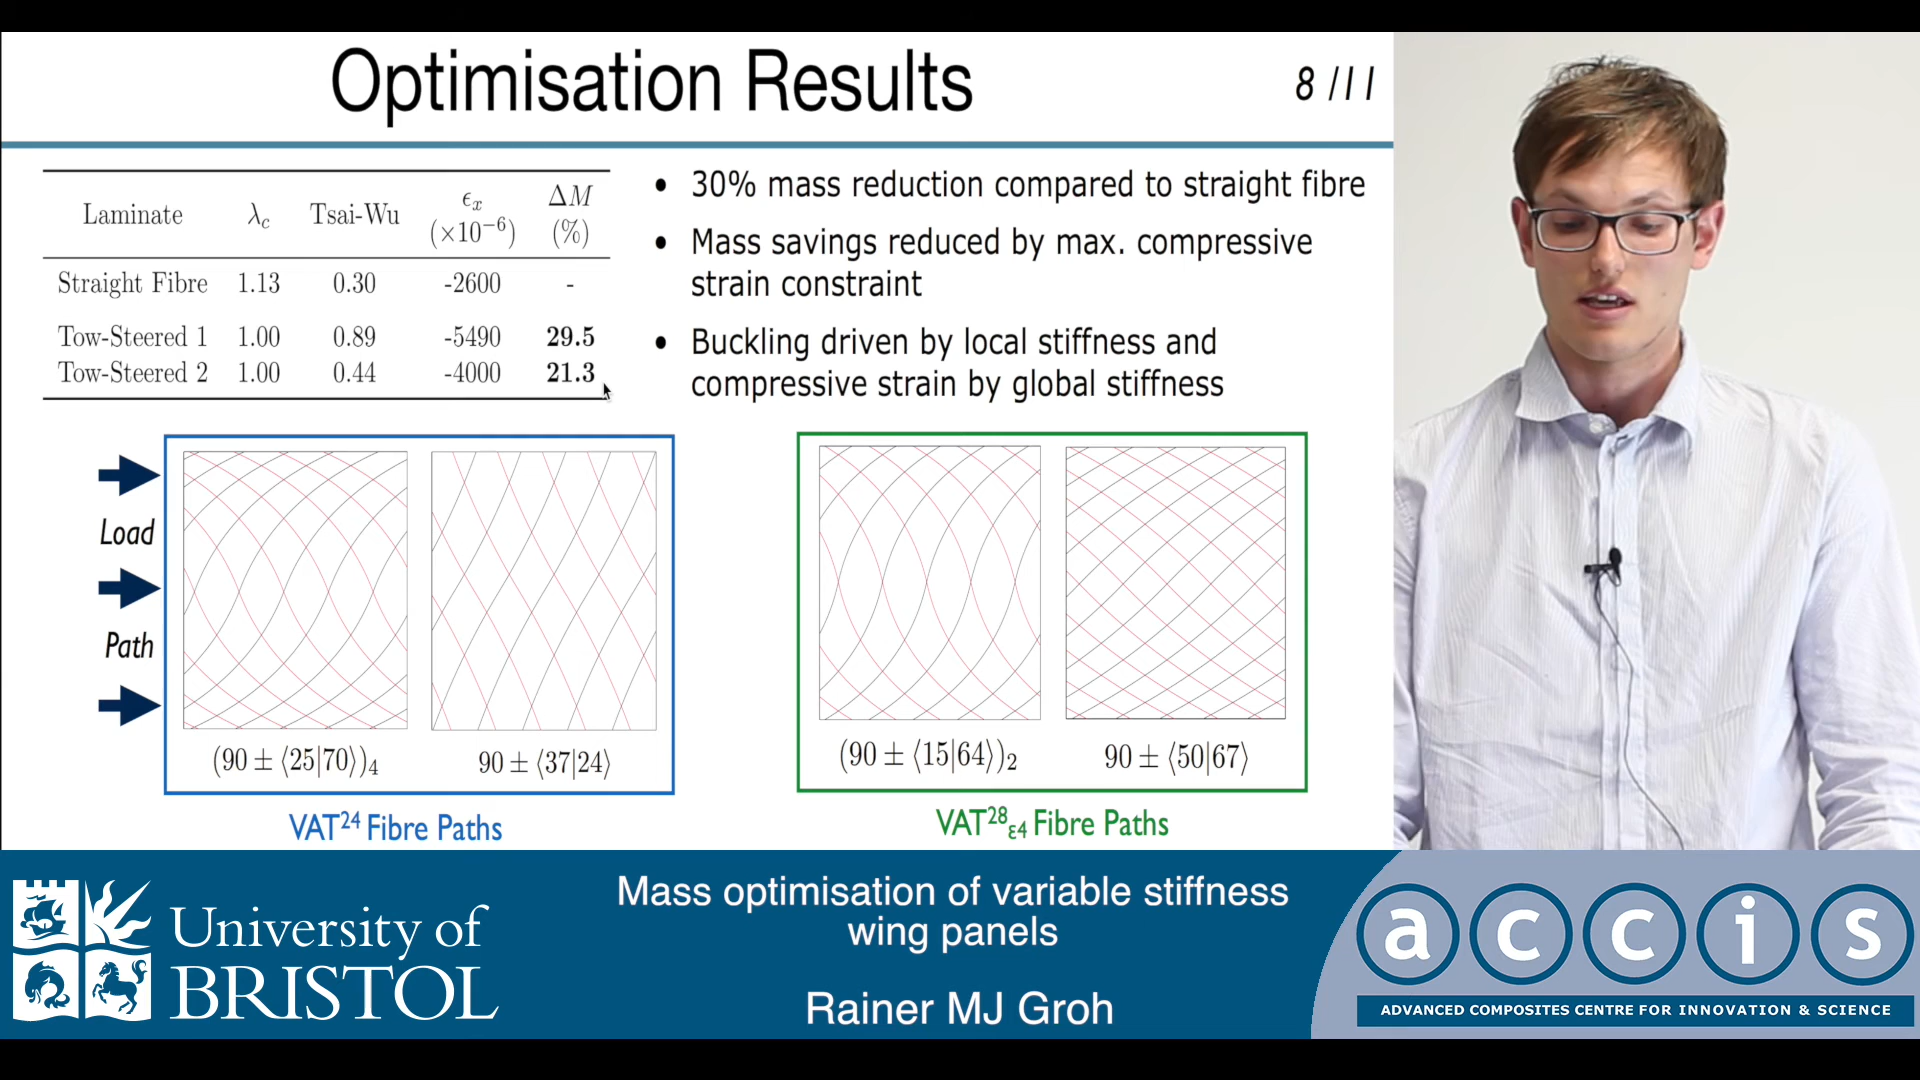 Optimisation Results
8 /11
Laminate λc Tsai-Wu ϵx (×10−6) ΔM (%)
Straight Fibre 1.13 0.30 -2600 -
Tow-Steered 1 1.00 0.89 -5490 29.5
Tow-Steered 2 1.00 0.44 -4000 21.3
• 30% mass reduction compared to straight fibre
• Mass savings reduced by max. compressive
strain constraint
• Buckling driven by local stiffness and
compressive strain by global stiffness
Load
Path
(90 ± ⟨25|70⟩)4
90 ± ⟨37|24⟩
VAT24 Fibre Paths
(90 ± ⟨15|64⟩)2
90 ± ⟨50|67⟩
VAT28ε4 Fibre Paths
University of
BRISTOL
Mass optimisation of variable stiffness
wing panels
Rainer MJ Groh
accis
ADVANCED COMPOSITES CENTRE FOR INNOVATION & SCIENCE